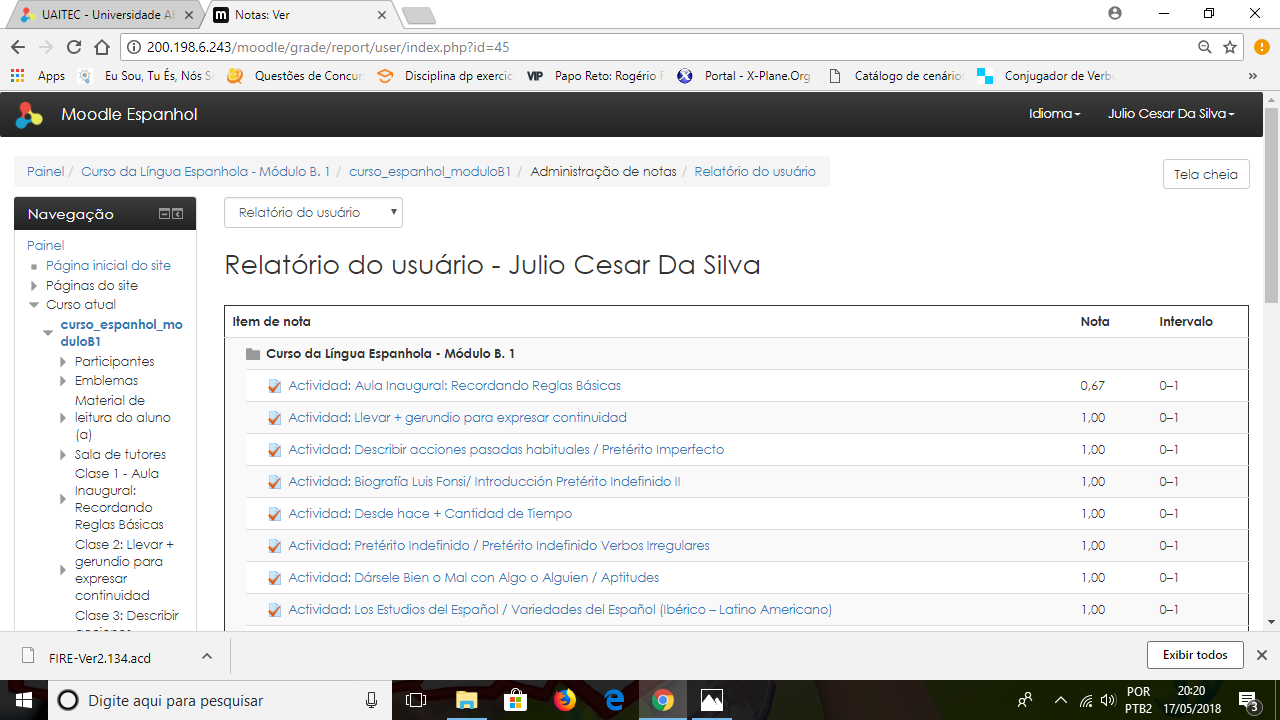 UAITEC - Universidade Ab
Notas: Ver
200.198.6.243/moodle/grade/report/user/index.php?id=45
Apps Eu Sou, Tu És, Nós S Questões de Concur Disciplina dp exercic VIP Papo Reto: Rogério F Portal - X-Plane.Org Catálogo de cenário Conjugador de Verb »
Moodle Espanhol Idioma Julio Cesar Da Silva
Painel / Curso da Língua Espanhola - Módulo B. 1 / curso_espanhol_moduloB1 / Administração de notas / Relatório do usuário Tela cheia
Navegação
Painel
Página inicial do site
Páginas do site
Curso atual
curso_espanhol_mo
duloB1
Participantes
Emblemas
Material de
leitura do aluno
(a)
Sala de tutores
Clase 1 - Aula
Inaugural:
Recordando
Reglas Básicas
Clase 2: Llevar +
gerundio para
expresar
continuidad
Clase 3: Describir
acciones
Relatório do usuário
Relatório do usuário - Julio Cesar Da Silva
Item de nota Nota Intervalo
Curso da Língua Espanhola - Módulo B. 1
Actividad: Aula Inaugural: Recordando Reglas Básicas 0,67 0–1
Actividad: Llevar + gerundio para expresar continuidad 1,00 0–1
Actividad: Describir acciones pasadas habituales / Pretérito Imperfecto 1,00 0–1
Actividad: Biografía Luis Fonsi/ Introducción Pretérito Indefinido II 1,00 0–1
Actividad: Desde hace + Cantidad de Tiempo 1,00 0–1
Actividad: Pretérito Indefinido / Pretérito Indefinido Verbos Irregulares 1,00 0–1
Actividad: Dársele Bien o Mal con Algo o Alguien / Aptitudes 1,00 0–1
Actividad: Los Estudios del Español / Variedades del Español (Ibérico – Latino Americano) 1,00 0–1
FIRE-Ver2.134.acd Exibir todos
Digite aqui para pesquisar
POR
PTB2
20:20
17/05/2018
3